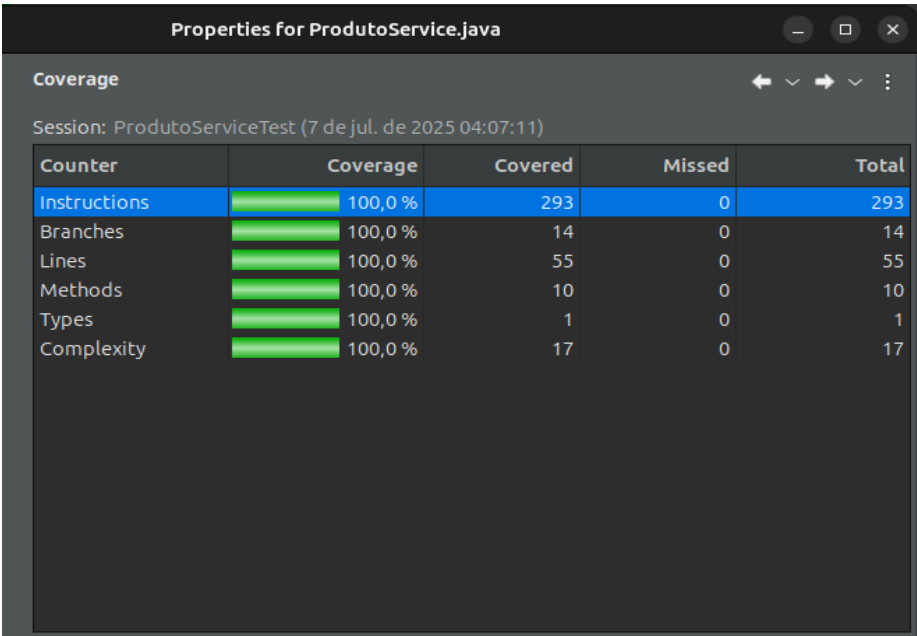 Properties for ProdutoService.java
Coverage
Session: ProdutoServiceTest (7 de jul. de 2025 04:07:11)
Counter Coverage Covered Missed Total
Instructions 100,0 % 293 0 293
Branches 100,0 % 14 0 14
Lines 100,0 % 55 0 55
Methods 100,0 % 10 0 10
Types 100,0 % 1 0 1
Complexity 100,0 % 17 0 17